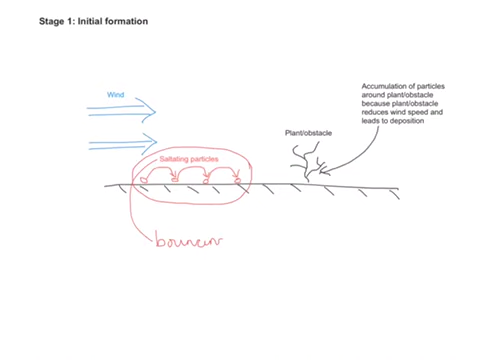 Stage 1: Initial formation
Wind
Accumulation of particles
around plant/obstacle
because plant/obstacle
reduces wind speed and
leads to deposition
Plant/obstacle
Saltating particles
bouncin